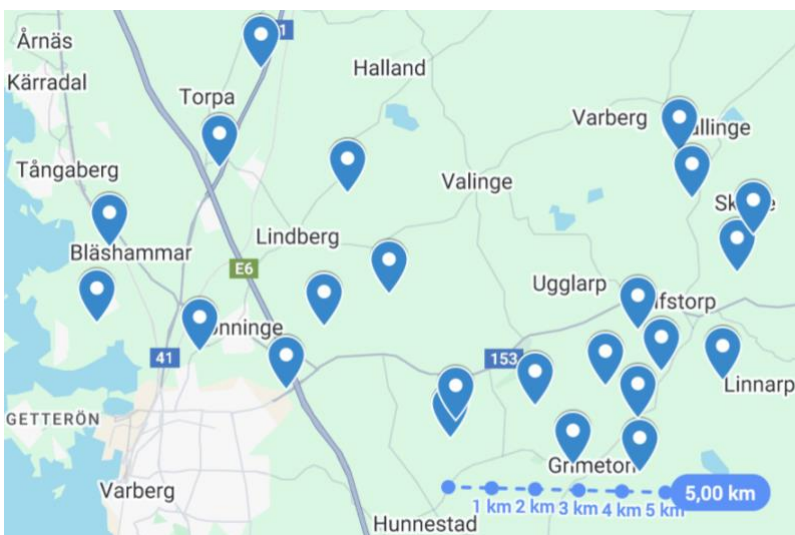 Årnäs
Kärradal
Torpa
Halland
Varberg
Tångaberg
Valinge
Lindberg
Bläshammar
E6
Ugglarp
41
153
Linnarp
GETTERÖN
Grimeton
Varberg
1 km 2 km 3 km 4 km 5 km
5,00 km
Hunnestad